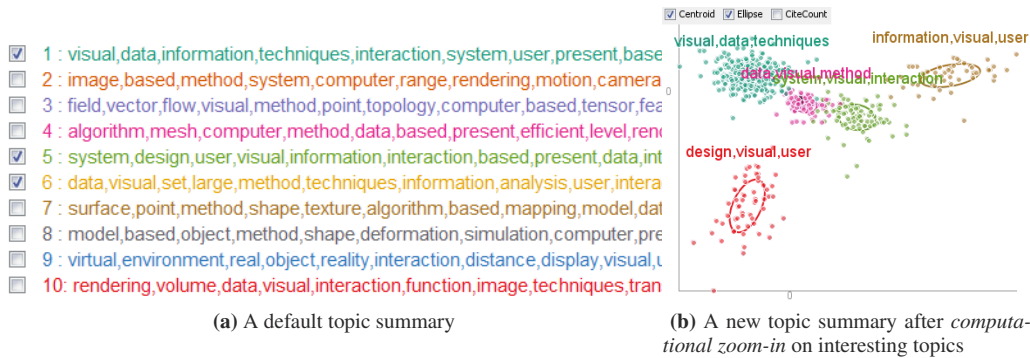 1 : visual,data,information,techniques,interaction,system,user,present,base
2 : image,based,method,system,computer,range,rendering,motion,camera
3 : field,vector,flow,visual,method,point,topology,computer,based,tensor,fea
4 : algorithm,mesh,computer,method,data,based,present,efficient,level,rend
5 : system,design,user,visual,information,interaction,based,present,data,int
6 : data,visual,set,large,method,techniques,information,analysis,user,intera
7 : surface,point,method,shape,texture,algorithm,based,mapping,model,dat
8 : model,based,object,method,shape,deformation,simulation,computer,pre
9 : virtual,environment,real,object,reality,interaction,distance,display,visual,u
10: rendering,volume,data,visual,interaction,function,image,techniques,tran
(a) A default topic summary
Centroid Ellipse CiteCount
visual,data,techniques
information,visual,user
data,visual,method
system,visual,interaction
0
design,visual,user
0
(b) A new topic summary after computa-
tional zoom-in on interesting topics